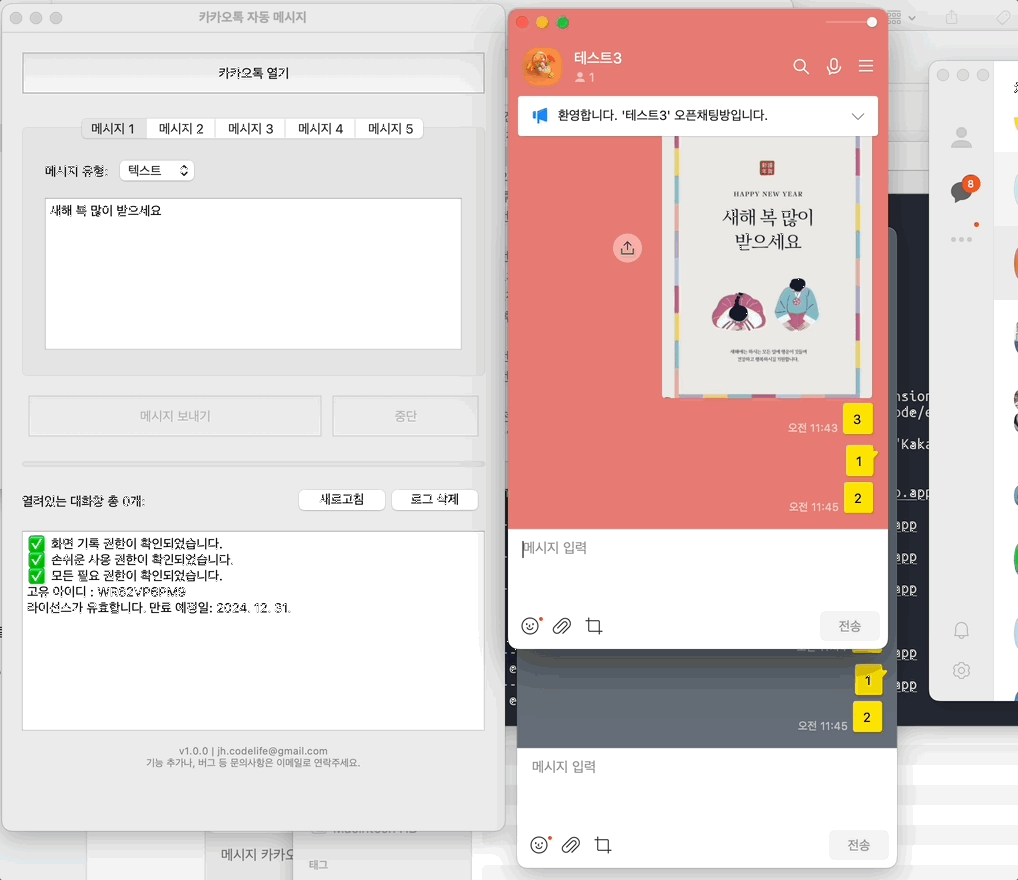 카카오톡 자동 메시지
카카오톡 열기
메시지 1
메시지 2
메시지 3
메시지 4
메시지 5
메시지 유형:
텍스트
새해 복 많이 받으세요
메시지 보내기
중단
열려있는 대화창 총 0개:
새로고침
로그 삭제
✅ 화면 기록 권한이 확인되었습니다.
✅ 손쉬운 사용 권한이 확인되었습니다.
✅ 모든 필요 권한이 확인되었습니다.
고유 아이디 :
라이선스가 유효합니다. 만료 예정일: 2024. 12. 31.
v1.0.0 | jh.codelife@gmail.com
기능 추가나, 버그 등 문의사항은 이메일로 연락주세요.
메시지 카카오
태그
테스트3
1
환영합니다. '테스트3' 오픈채팅방입니다.
HAPPY NEW YEAR
새해 복 많이
받으세요
오전 11:43
3
1
오전 11:45
2
메시지 입력
전송
1
오전 11:45
2
메시지 입력
전송
nsion
ode/e
"Kaka
o.app
app
app
app
app
app
8